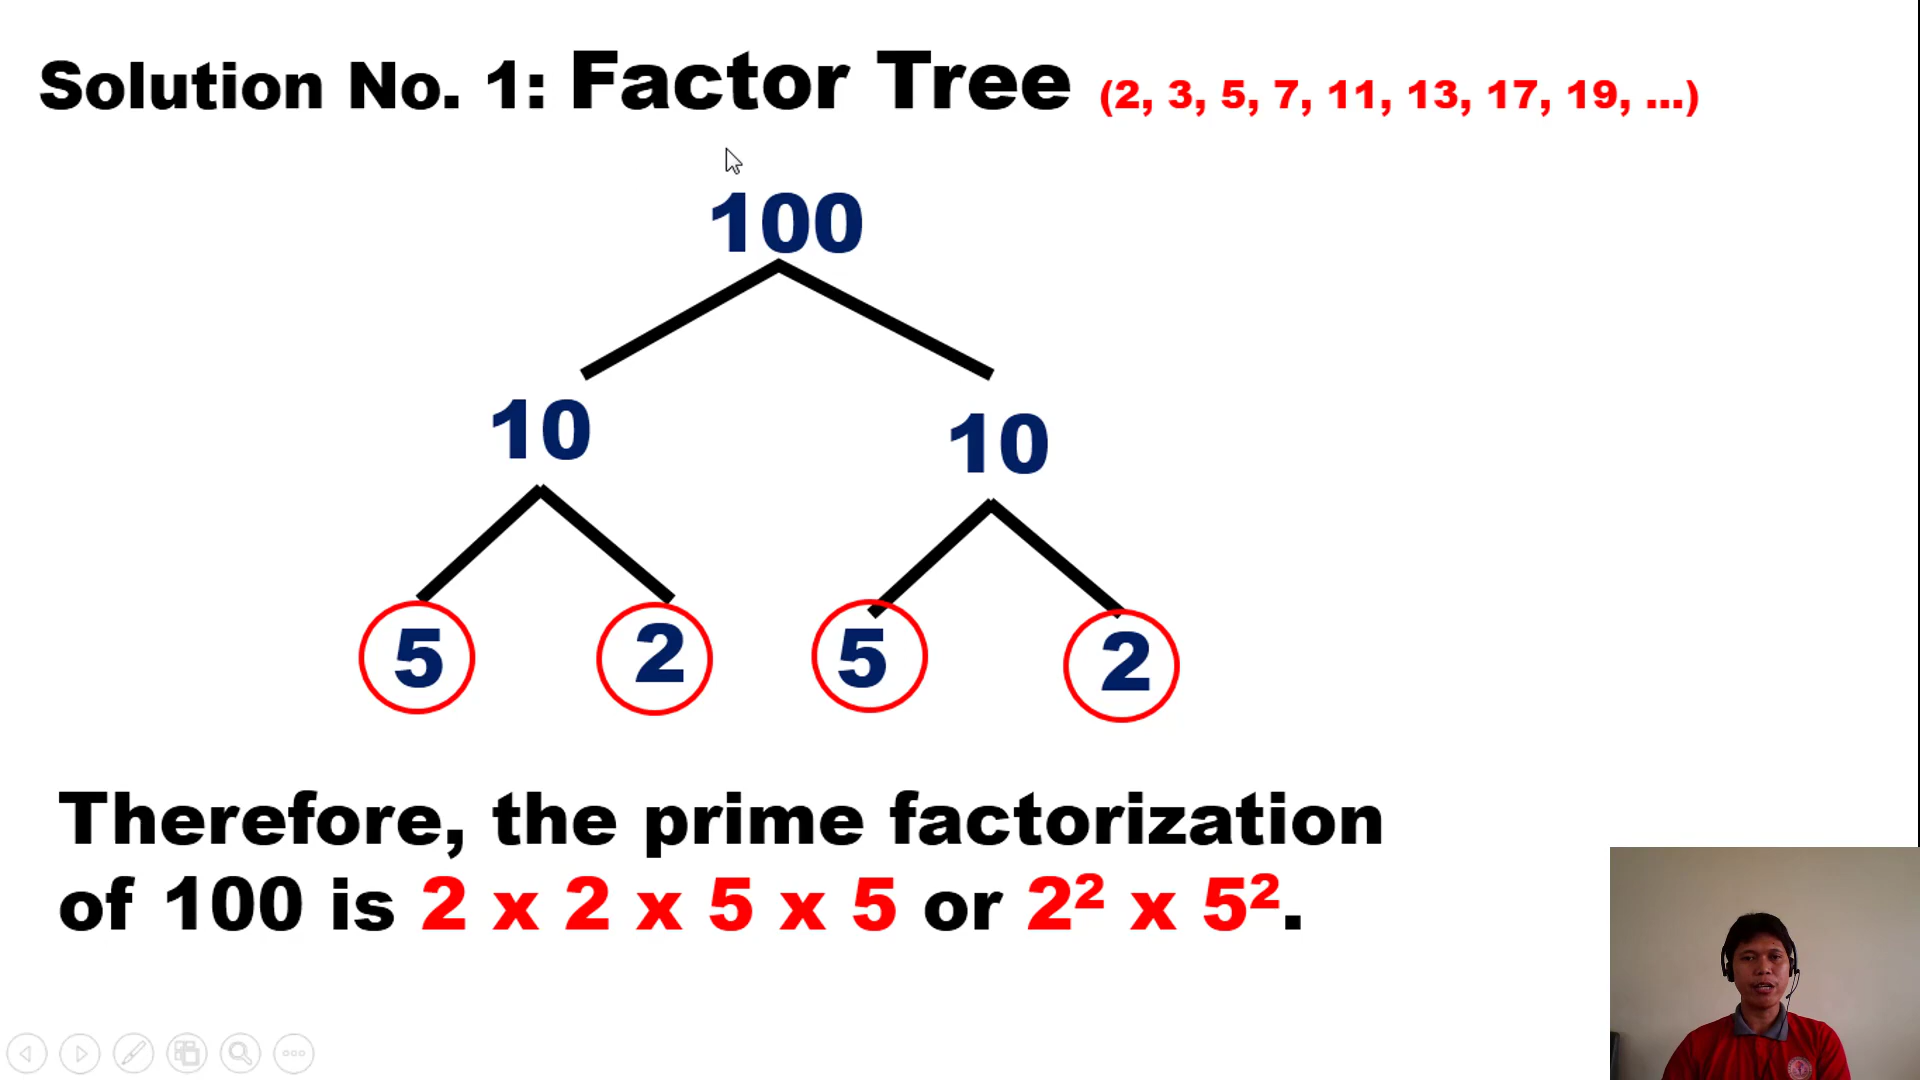 Solution No. 1: Factor Tree (2, 3, 5, 7, 11, 13, 17, 19, ...)
100
10 10
5 2 5 2
Therefore, the prime factorization
of 100 is 2 x 2 x 5 x 5 or 2² x 5².